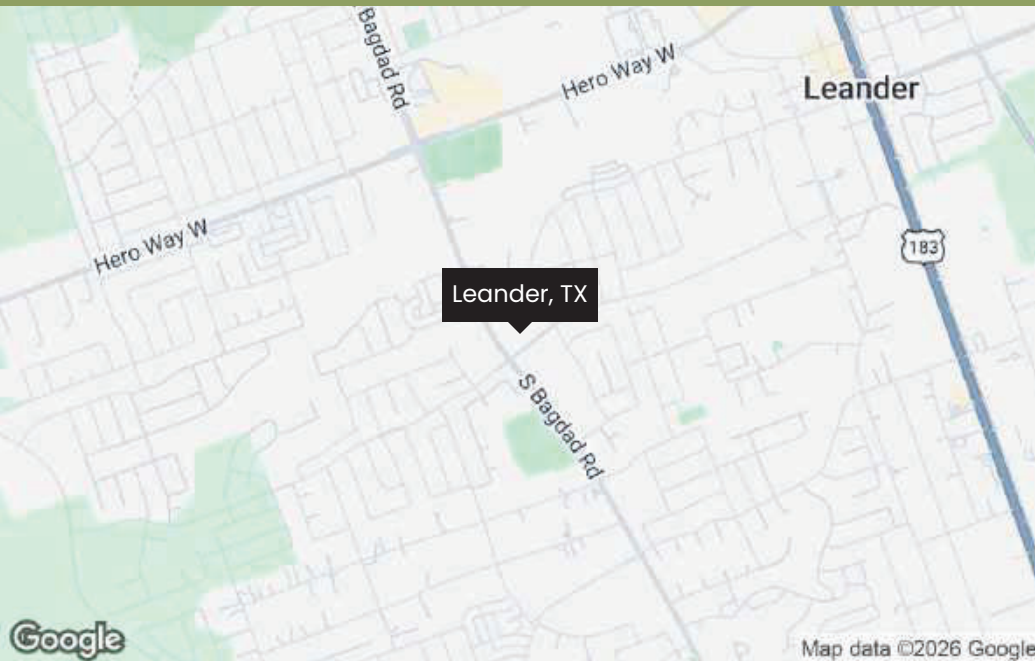 Bagdad Rd
Hero Way W
Leander
Hero Way W
183
Leander, TX
S Bagdad Rd
Google
Map data ©2026 Google